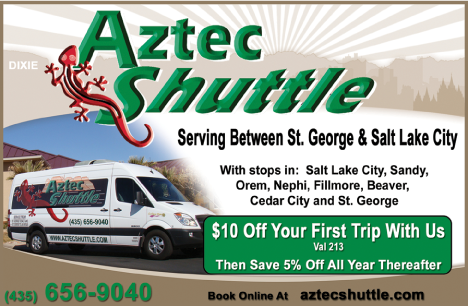 DIXIE
Aztec
Shuttle
Serving Between St. George & Salt Lake City
With stops in: Salt Lake City, Sandy,
Orem, Nephi, Fillmore, Beaver,
Cedar City and St. George
Aztec
Shuttle
(435) 656-9040
WWW.AZTECSHUTTLE.COM
$10 Off Your First Trip With Us
Val 213
Then Save 5% Off All Year Thereafter
(435) 656-9040
Book Online At aztecshuttle.com